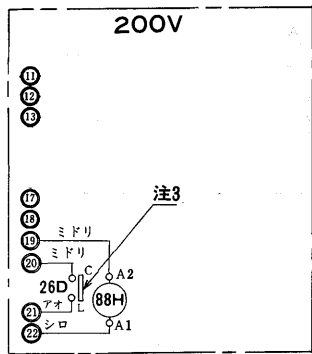 200V
⑪
⑫
⑬
⑰
⑱
注3
⑲ ミドリ
⑳ ミドリ
C A2
26D 88H
㉑ アオ L
㉒ シロ A1